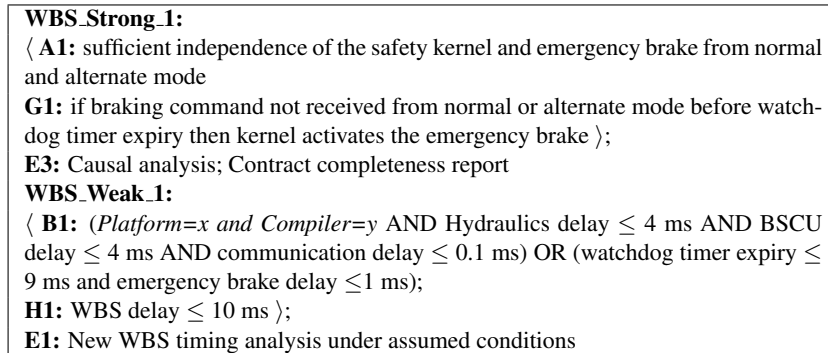 WBS_Strong_1:
⟨ A1: sufficient independence of the safety kernel and emergency brake from normal
and alternate mode
G1: if braking command not received from normal or alternate mode before watch-
dog timer expiry then kernel activates the emergency brake ⟩;
E3: Causal analysis; Contract completeness report
WBS_Weak_1:
⟨ B1: (Platform=x and Compiler=y AND Hydraulics delay ≤ 4 ms AND BSCU
delay ≤ 4 ms AND communication delay ≤ 0.1 ms) OR (watchdog timer expiry ≤
9 ms and emergency brake delay ≤1 ms);
H1: WBS delay ≤ 10 ms ⟩;
E1: New WBS timing analysis under assumed conditions